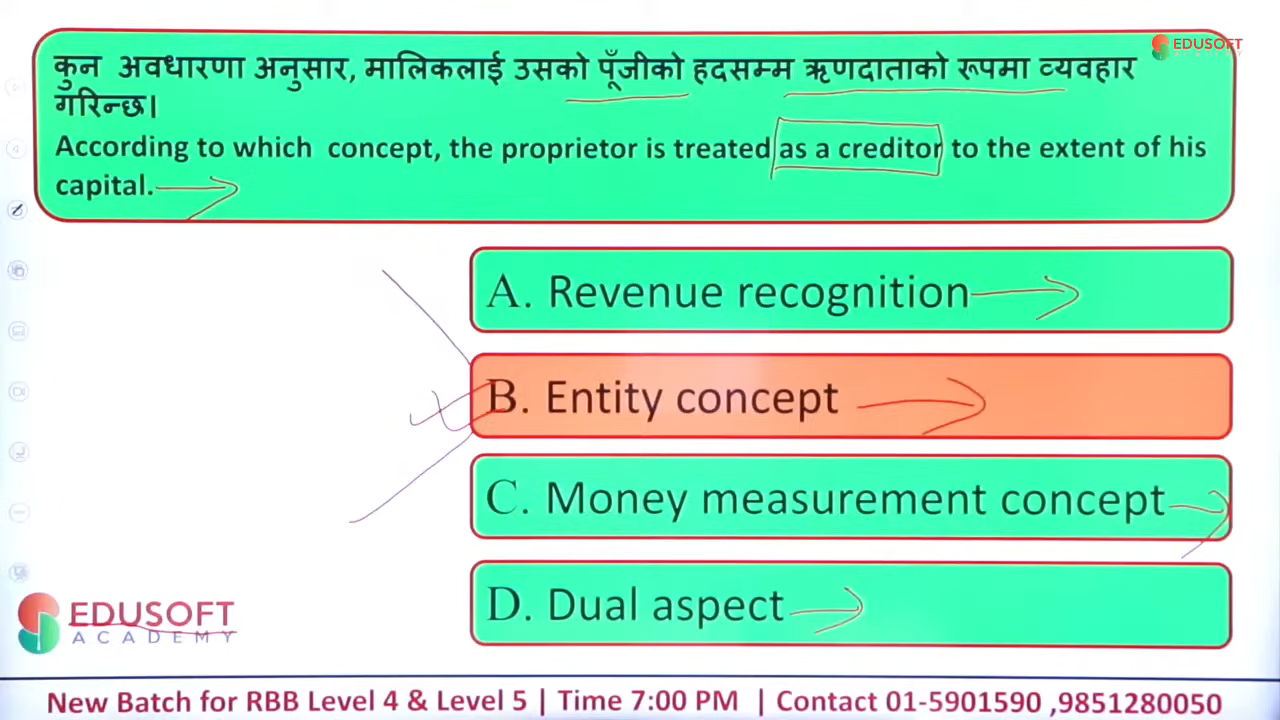 EDUSOFT
ACADEMY
कुन अवधारणा अनुसार, मालिकलाई उसको पूँजीको हदसम्म ऋणदाताको रूपमा व्यवहार
गरिन्छ।
According to which concept, the proprietor is treated as a creditor to the extent of his
capital.
A. Revenue recognition
B. Entity concept
C. Money measurement concept
D. Dual aspect
EDUSOFT
ACADEMY
New Batch for RBB Level 4 & Level 5 | Time 7:00 PM | Contact 01-5901590 ,9851280050